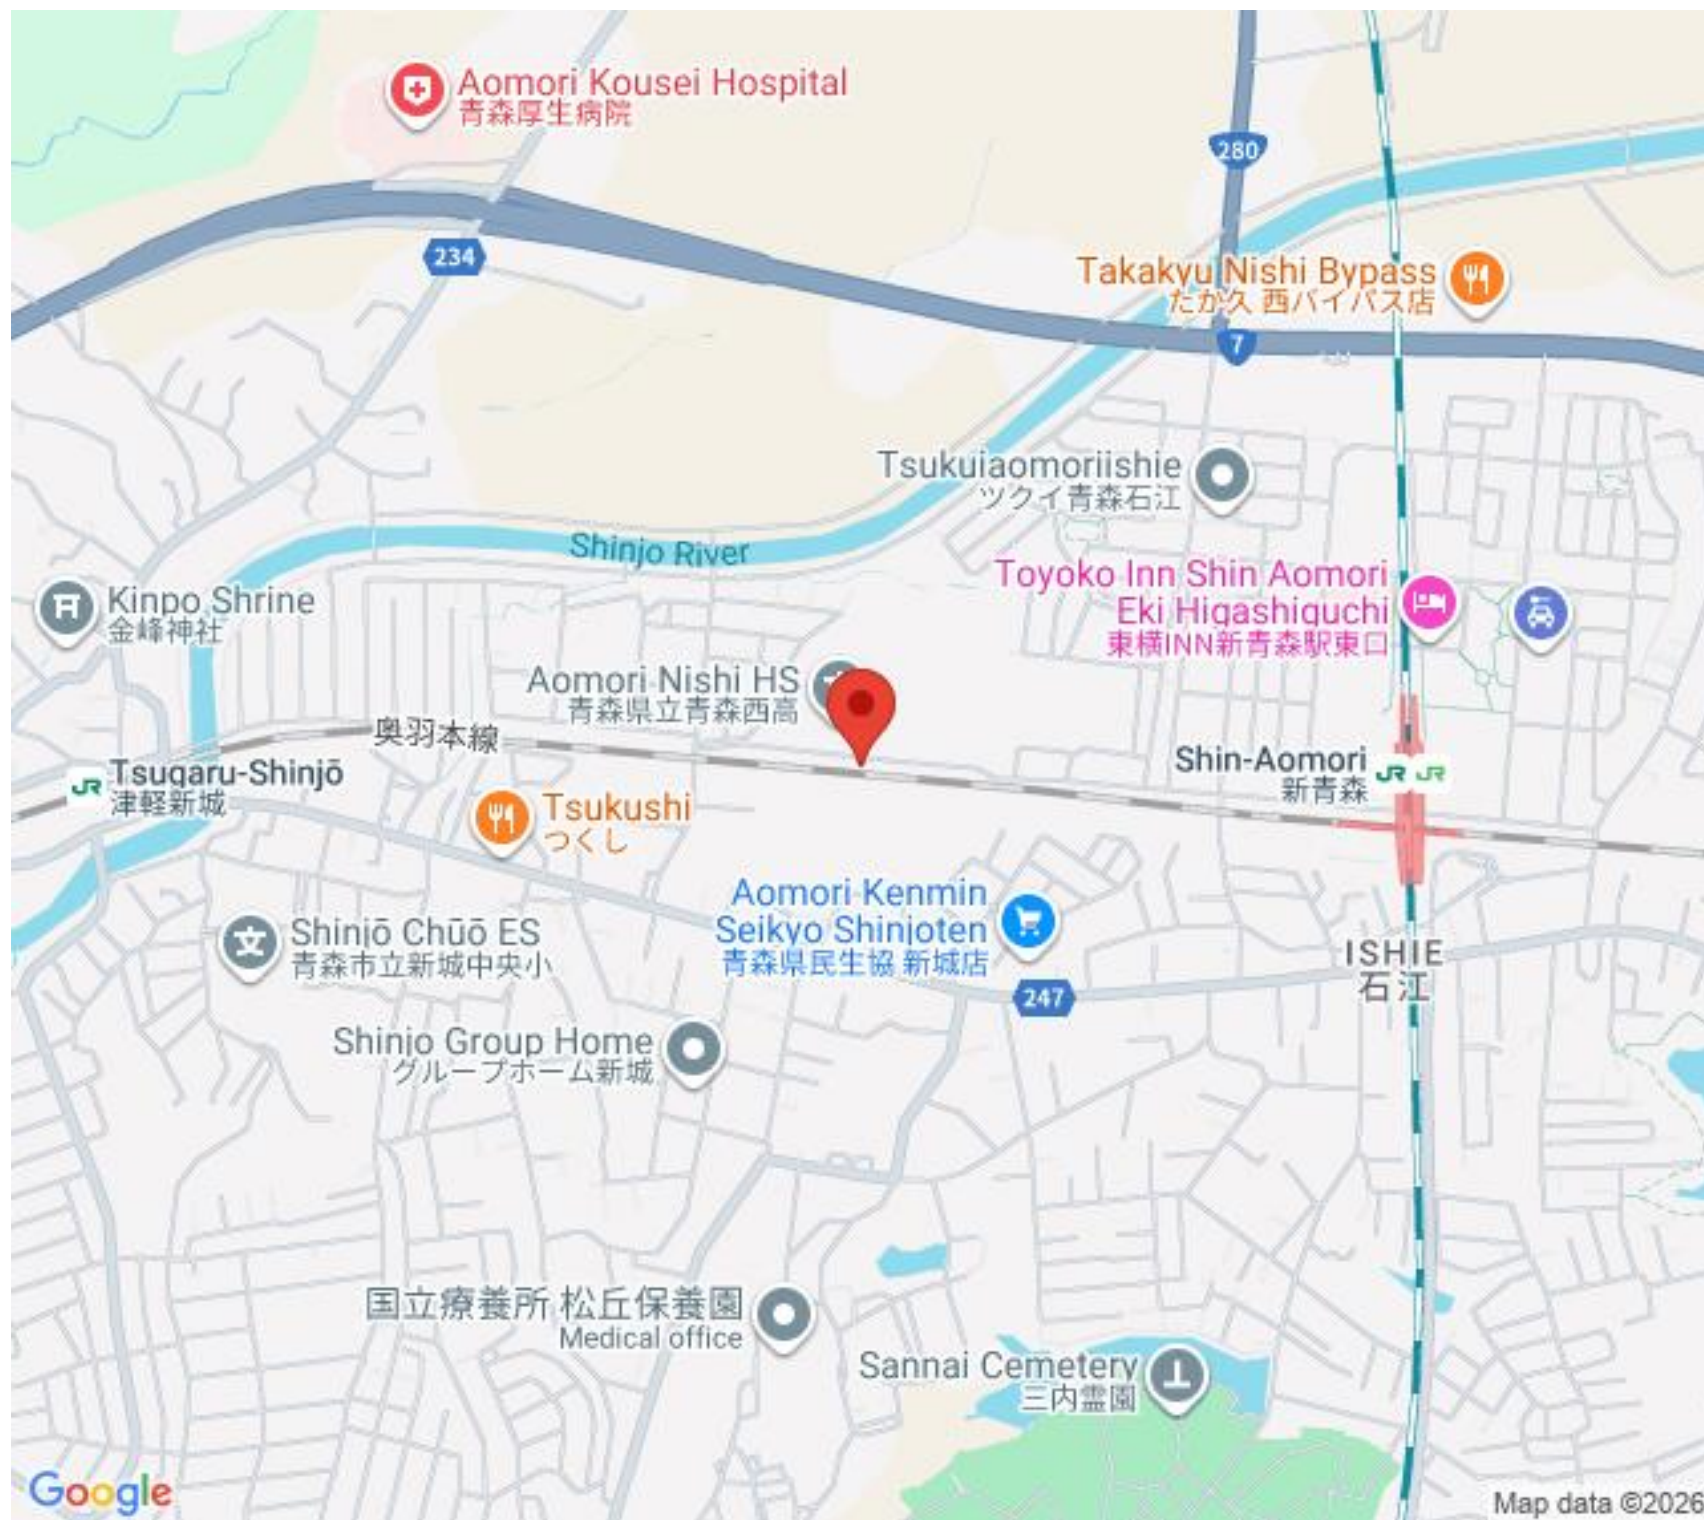 Aomori Kousei Hospital
青森厚生病院
280
234
Takakyu Nishi Bypass
たか久 西バイパス店
7
Tsukuiaomoriishie
ツクイ青森石江
Shinjo River
Toyoko Inn Shin Aomori
Eki Higashiguchi
東横INN新青森駅東口
Kinpo Shrine
金峰神社
Aomori Nishi HS
青森県立青森西高
奥羽本線
Shin-Aomori
新青森
JR JR
JR
Tsugaru-Shinjō
津軽新城
Tsukushi
つくし
Aomori Kenmin
Seikyo Shinjoten
青森県民生協 新城店
Shinjō Chūō ES
青森市立新城中央小
ISHIE
石江
247
Shinjo Group Home
グループホーム新城
国立療養所 松丘保養園
Medical office
Sannai Cemetery
三内霊園
Google
Map data ©2026